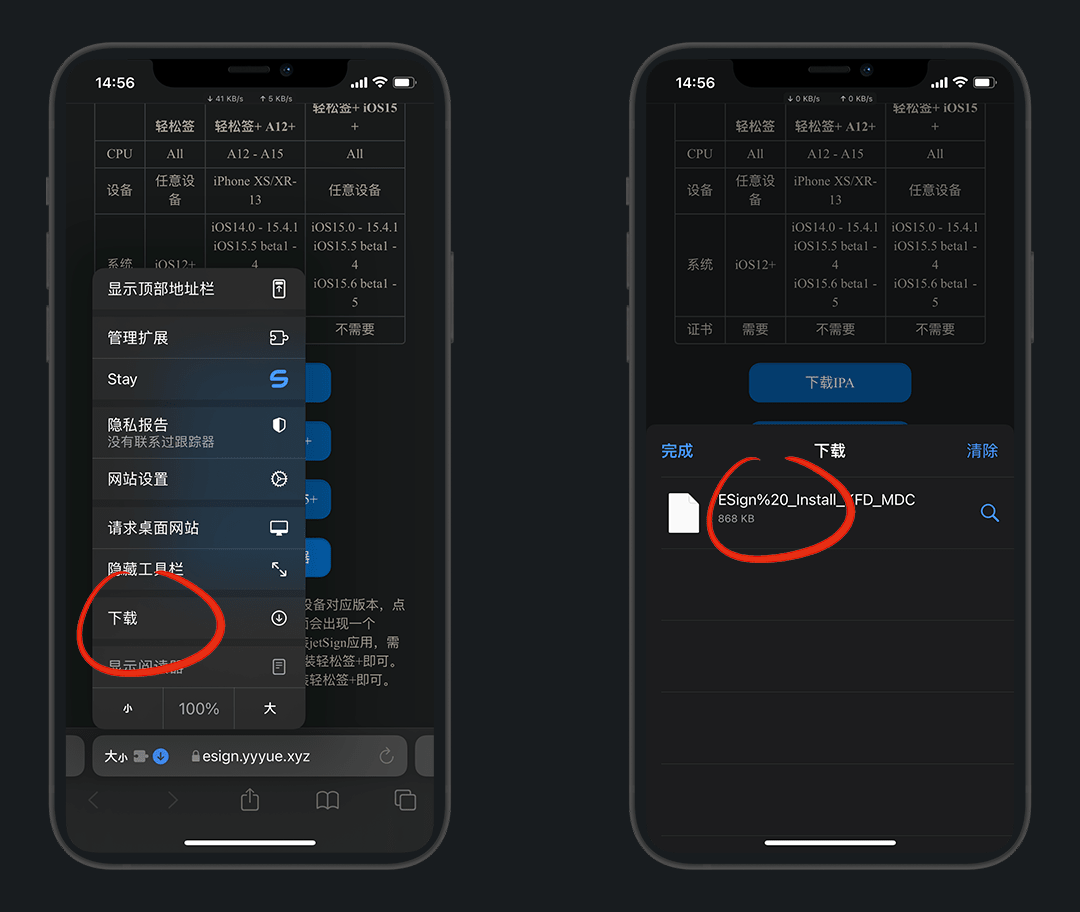 14:56
↓ 41 KB/s ↑ 5 KB/s
轻松签
轻松签+ A12+
轻松签+ iOS15
+
CPU
All
A12 - A15
All
设备
任意设
备
iPhone XS/XR-
13
任意设备
系统
iOS12+
iOS14.0 - 15.4.1
iOS15.5 beta1 -
4
iOS15.0 - 15.4.1
iOS15.5 beta1 -
4
iOS15.6 beta1 -
5
不需要
显示顶部地址栏
管理扩展
Stay
隐私报告
没有联系过跟踪器
网站设置
请求桌面网站
隐藏工具栏
下载
显示阅读器
小
100%
大
+
5+
器
设备对应版本，点
面会出现一个
装jetSign应用，需
装轻松签+即可。
装轻松签+即可。
大小
esign.yyyue.xyz
14:56
↓ 0 KB/s ↑ 0 KB/s
轻松签
轻松签+ A12+
轻松签+ iOS15
+
CPU
All
A12 - A15
All
设备
任意设
备
iPhone XS/XR-
13
任意设备
系统
iOS12+
iOS14.0 - 15.4.1
iOS15.5 beta1 -
4
iOS15.6 beta1 -
5
iOS15.0 - 15.4.1
iOS15.5 beta1 -
4
iOS15.6 beta1 -
5
证书
需要
不需要
不需要
下载IPA
完成
下载
清除
ESign%20_Install_KFD_MDC
868 KB